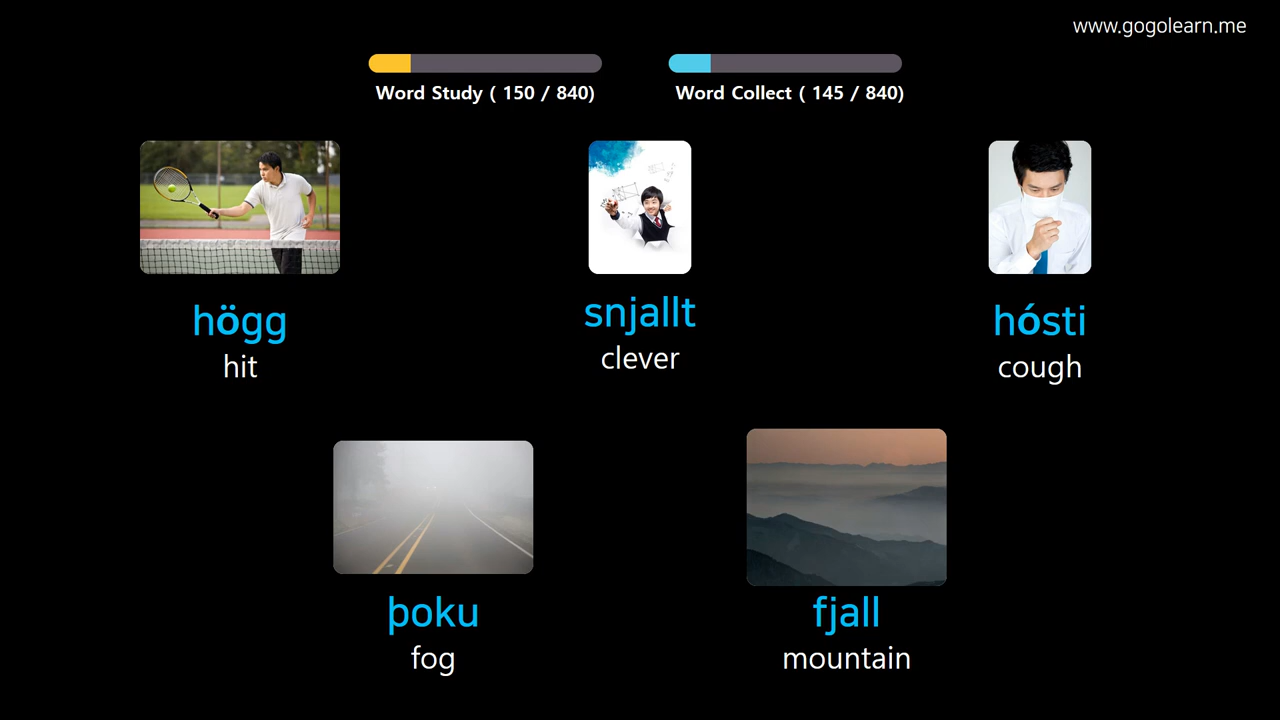 www.gogolearn.me
Word Study ( 150 / 840)
Word Collect ( 145 / 840)
högg
hit
snjallt
clever
hósti
cough
þoku
fog
fjall
mountain